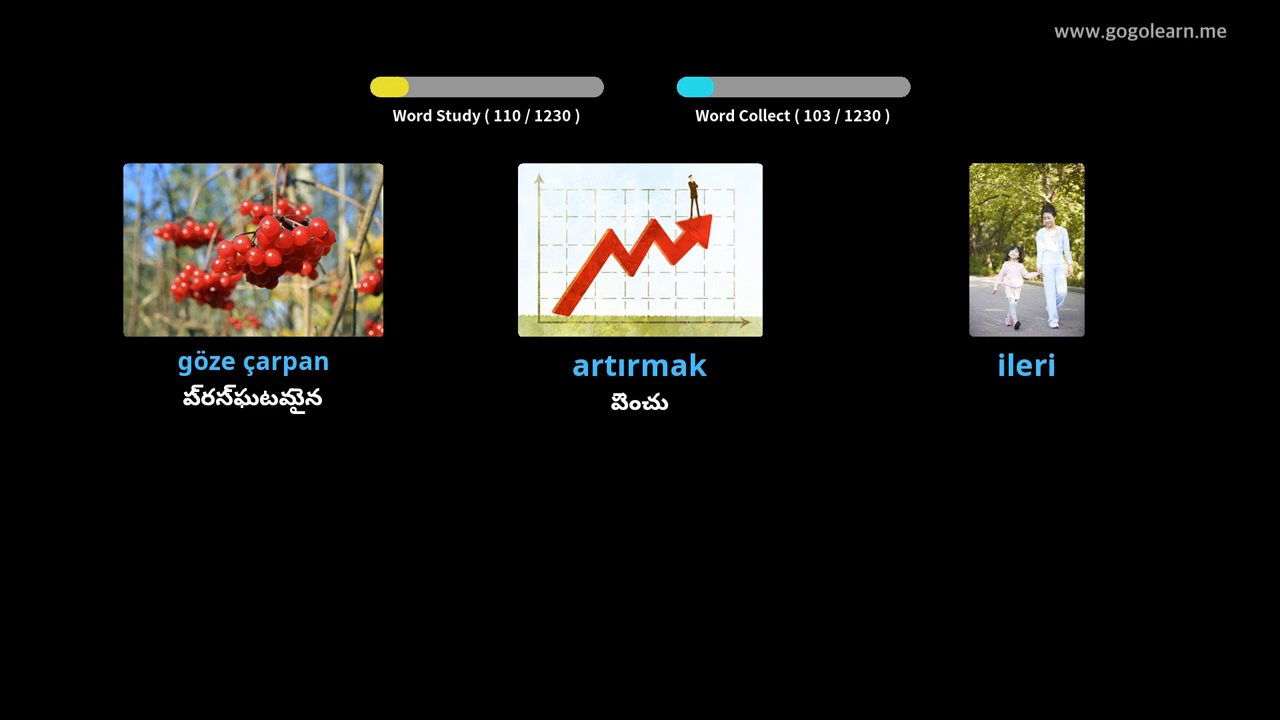 www.gogolearn.me
Word Study ( 110 / 1230 )
Word Collect ( 103 / 1230 )
göze çarpan
artırmak
ileri
ప్రస్ఫుటమైన
పెంచు